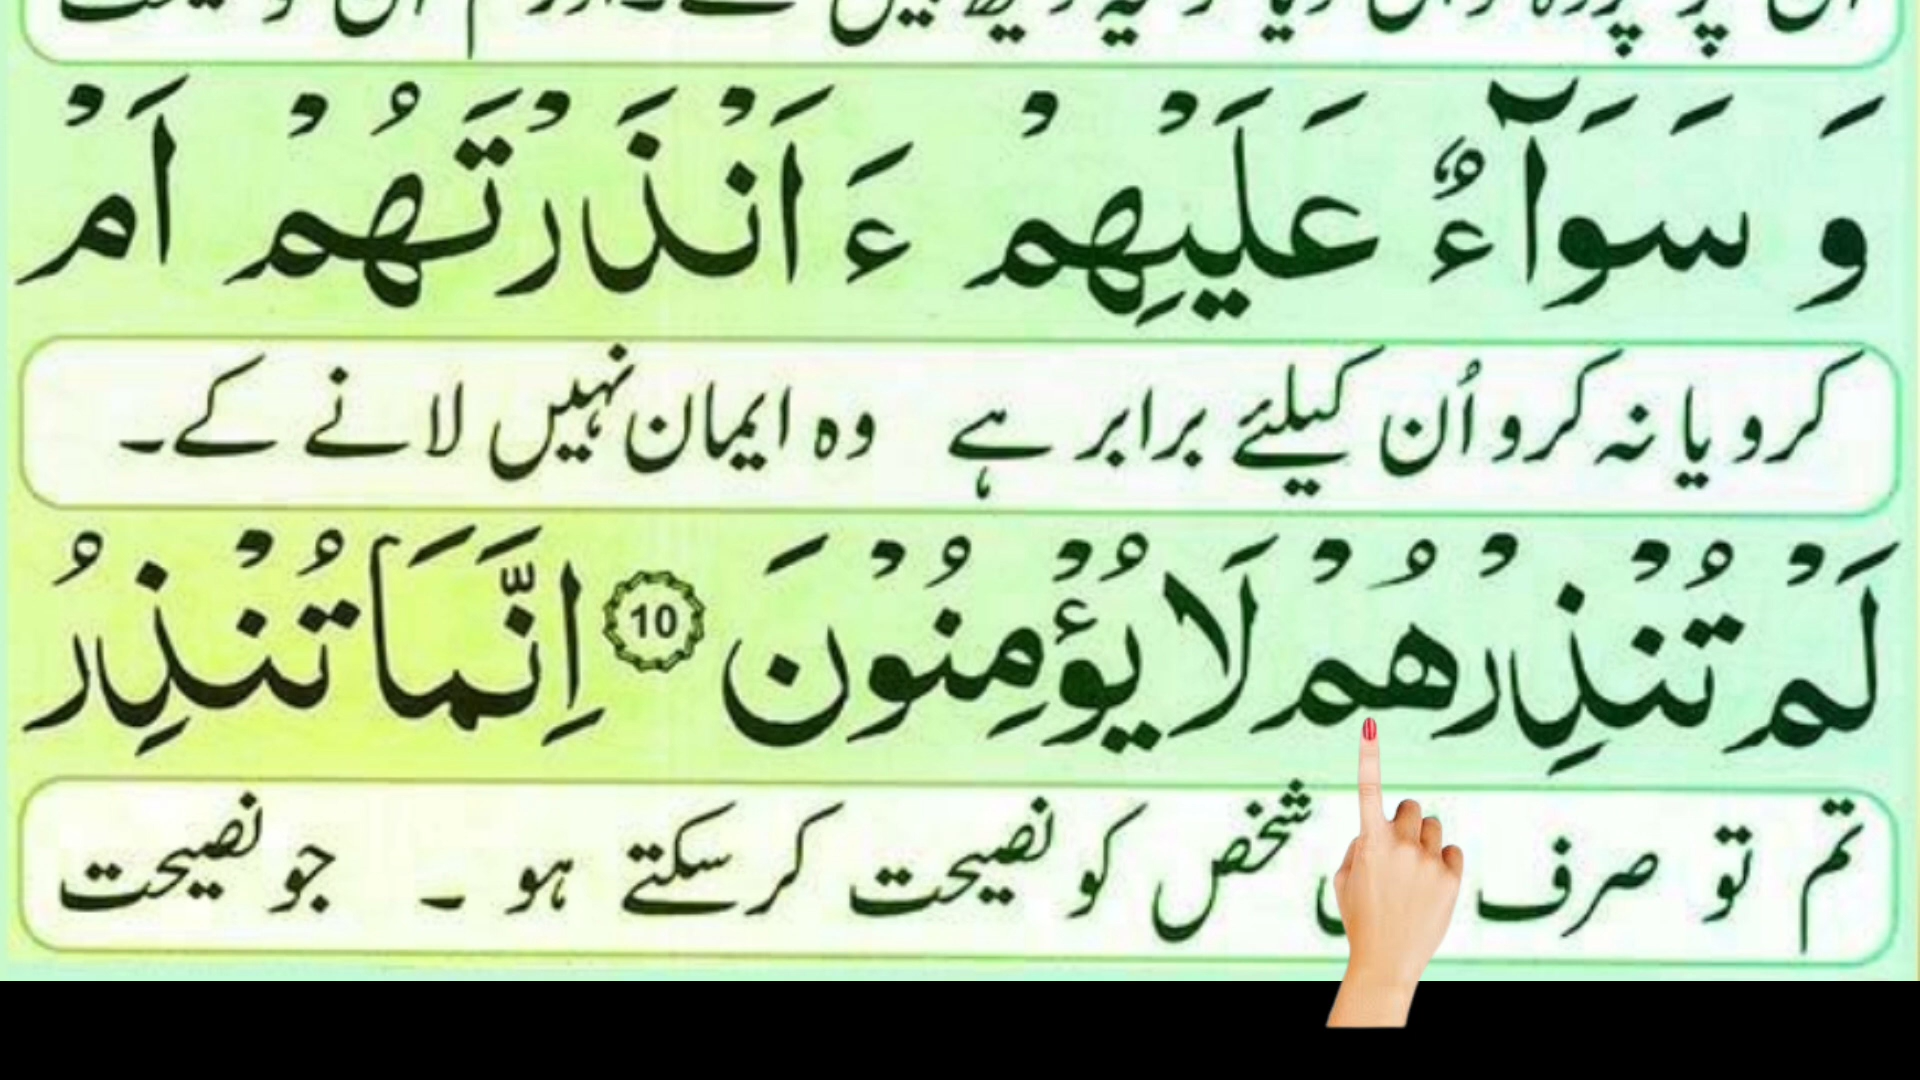 وَ سَوَآءٌ عَلَيْهِمْ ءَ اَنْذَرْتَهُمْ اَمْ
کرو یا نہ کرو اُن کیلئے برابر ہے وہ ایمان نہیں لانے کے۔
لَمْ تُنْذِرْهُمْ لَا يُؤْمِنُوْنَ 10 اِنَّمَا تُنْذِرُ
تم تو صرف شخص کو نصیحت کر سکتے ہو ۔ جو نصیحت